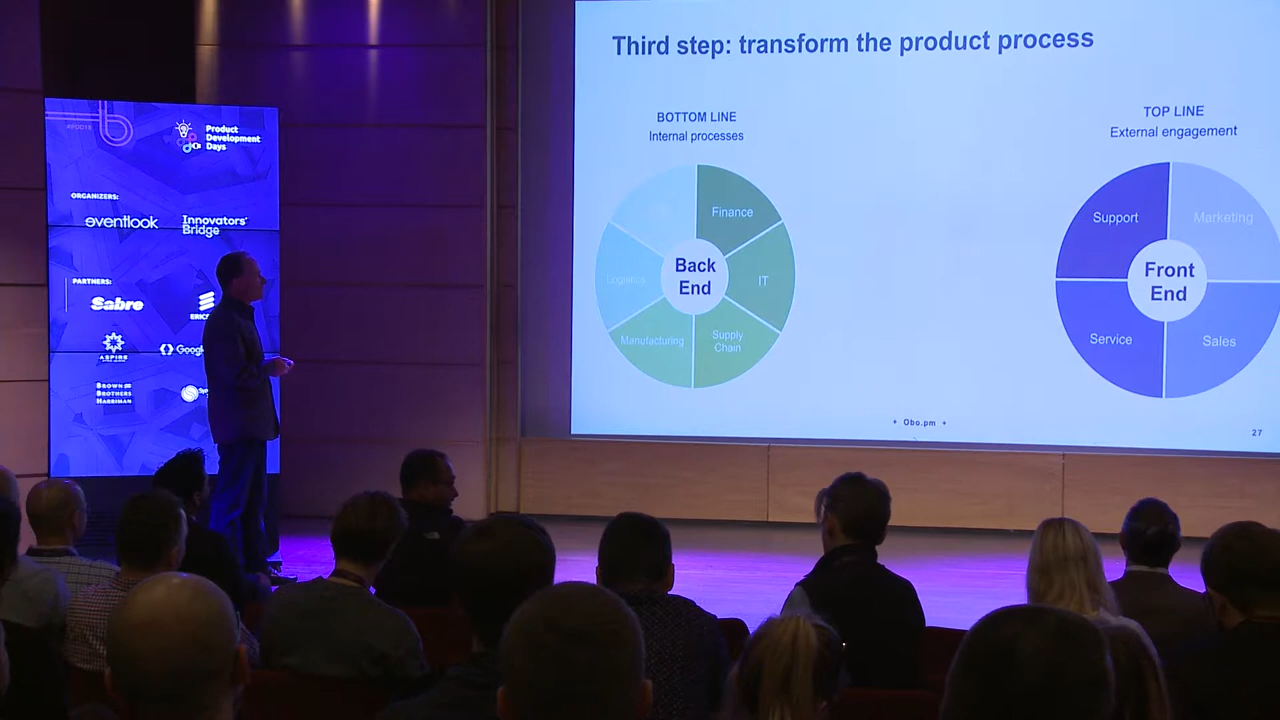 Third step: transform the product process
BOTTOM LINE
Internal processes
Finance
IT
Supply
Chain
Manufacturing
Logistics
Back
End
TOP LINE
External engagement
Support
Marketing
Service
Sales
Front
End
+ Obo.pm +
27
Product
Development
Days
ORGANIZERS:
eventlook
Innovators'
Bridge
PARTNERS:
Sabre
ERIC
ASPIRE
Google
BROWN
BROTHERS
HARRIMAN